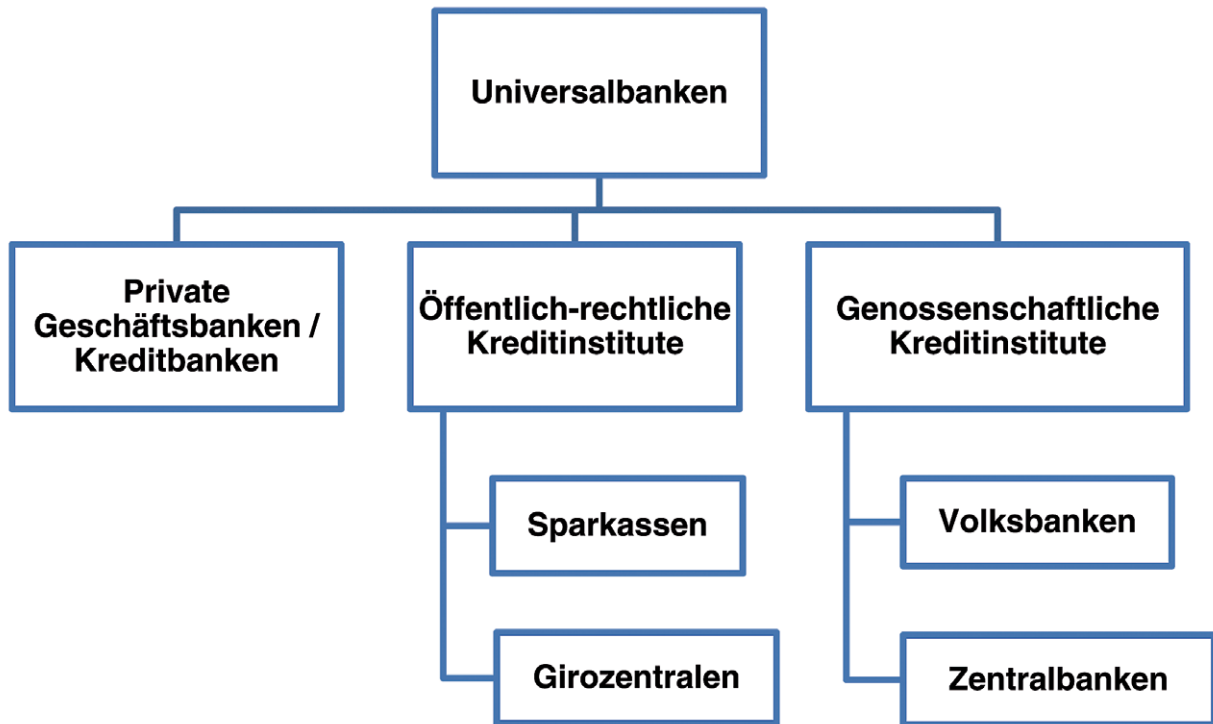 Universalbanken
Private
Geschäftsbanken /
Kreditbanken
Öffentlich-rechtliche
Kreditinstitute
Genossenschaftliche
Kreditinstitute
Sparkassen
Volksbanken
Girozentralen
Zentralbanken